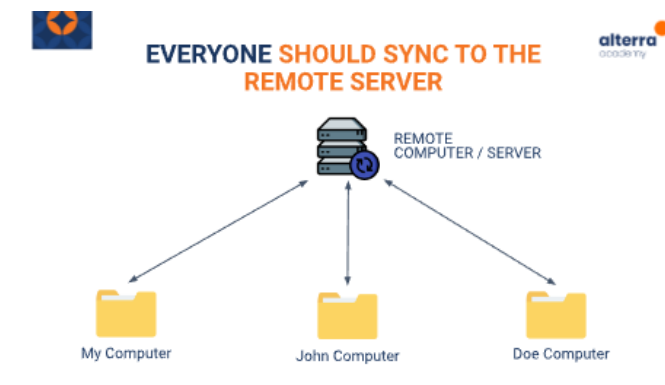 alterra
academy
EVERYONE SHOULD SYNC TO THE
REMOTE SERVER
REMOTE
COMPUTER / SERVER
My Computer
John Computer
Doe Computer